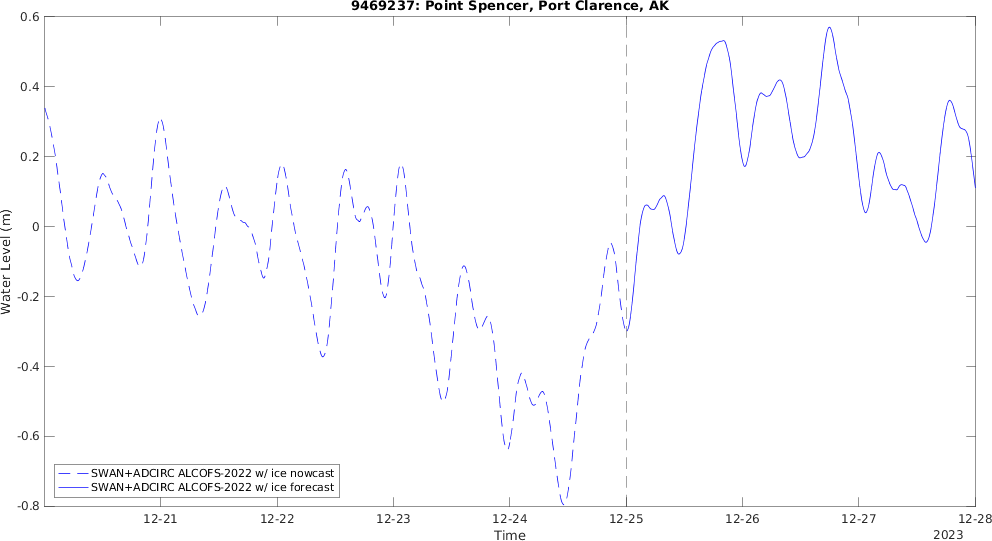 9469237: Point Spencer, Port Clarence, AK
Water Level (m)
0.6
0.4
0.2
0
-0.2
-0.4
-0.6
-0.8
SWAN+ADCIRC ALCOFS-2022 w/ ice nowcast
SWAN+ADCIRC ALCOFS-2022 w/ ice forecast
12-21 12-22 12-23 12-24 12-25 12-26 12-27 12-28
Time
2023